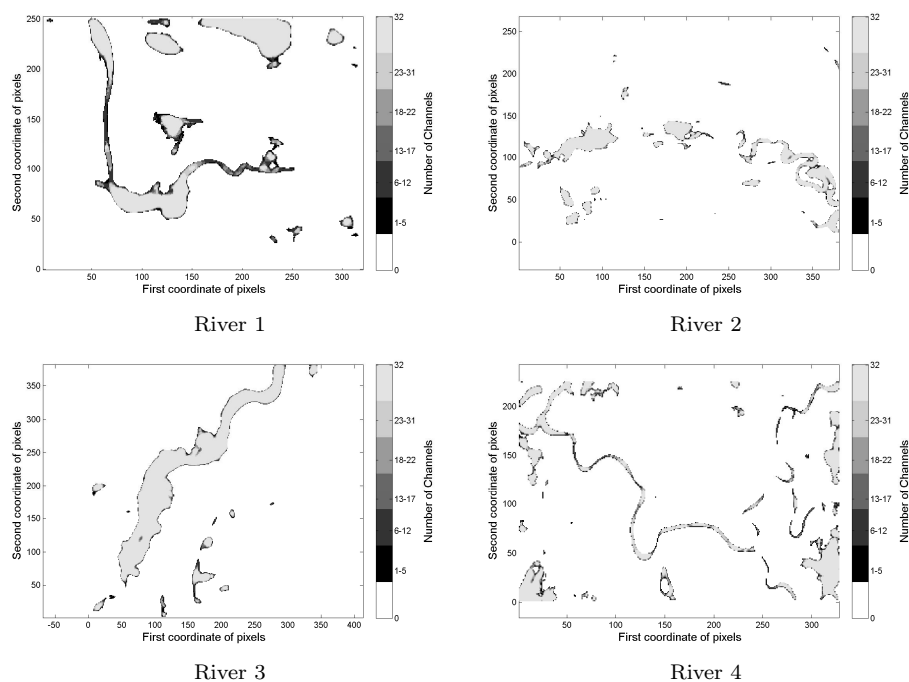 250
200
150
100
50
0
Second coordinate of pixels
50 100 150 200 250 300
First coordinate of pixels
32
23-31
18-22
13-17
6-12
1-5
0
Number of Channels
River 1
250
200
150
100
50
0
Second coordinate of pixels
50 100 150 200 250 300 350
First coordinate of pixels
32
23-31
18-22
13-17
6-12
1-5
0
Number of Channels
River 2
350
300
250
200
150
100
50
Second coordinate of pixels
-50 0 50 100 150 200 250 300 350 400
First coordinate of pixels
32
23-31
18-22
13-17
6-12
1-5
0
Number of Channels
River 3
200
150
100
50
0
Second coordinate of pixels
50 100 150 200 250 300
First coordinate of pixels
32
23-31
18-22
13-17
6-12
1-5
0
Number of Channels
River 4